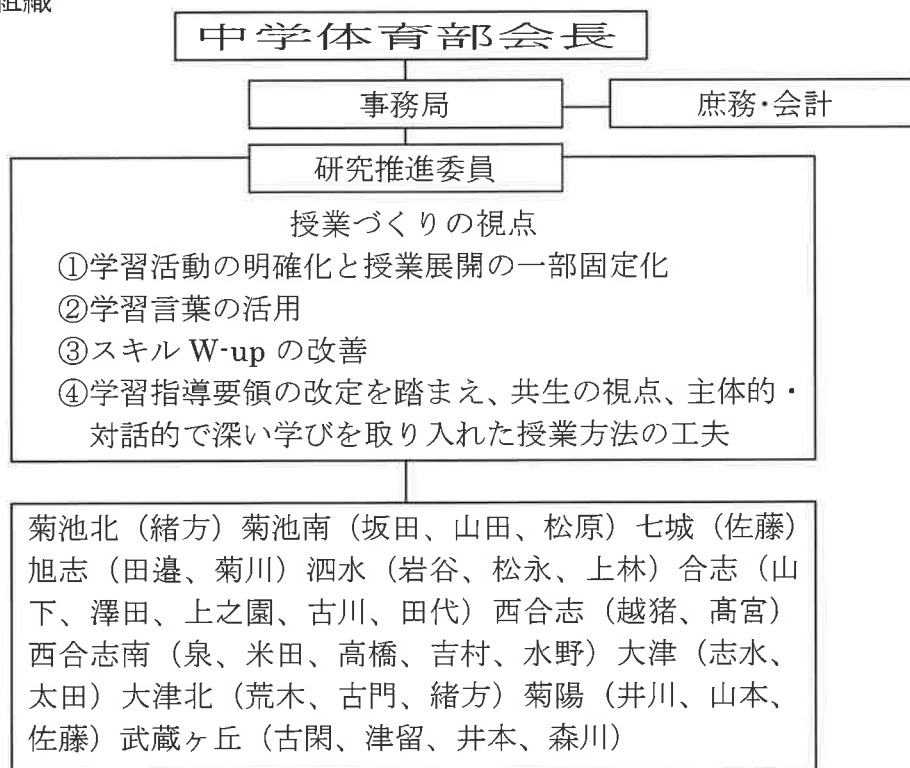 組織
中学体育部会長
事務局
庶務・会計
研究推進委員
授業づくりの視点
①学習活動の明確化と授業展開の一部固定化
②学習言葉の活用
③スキル W-up の改善
④学習指導要領の改定を踏まえ、共生の視点、主体的・
対話的で深い学びを取り入れた授業方法の工夫
菊池北（緒方）菊池南（坂田、山田、松原）七城（佐藤）
旭志（田邉、菊川）泗水（岩谷、松永、上林）合志（山
下、澤田、上之園、古川、田代）西合志（越猪、髙宮）
西合志南（泉、米田、高橋、吉村、水野）大津（志水、
太田）大津北（荒木、古門、緒方）菊陽（井川、山本、
佐藤）武蔵ヶ丘（古閑、津留、井本、森川）